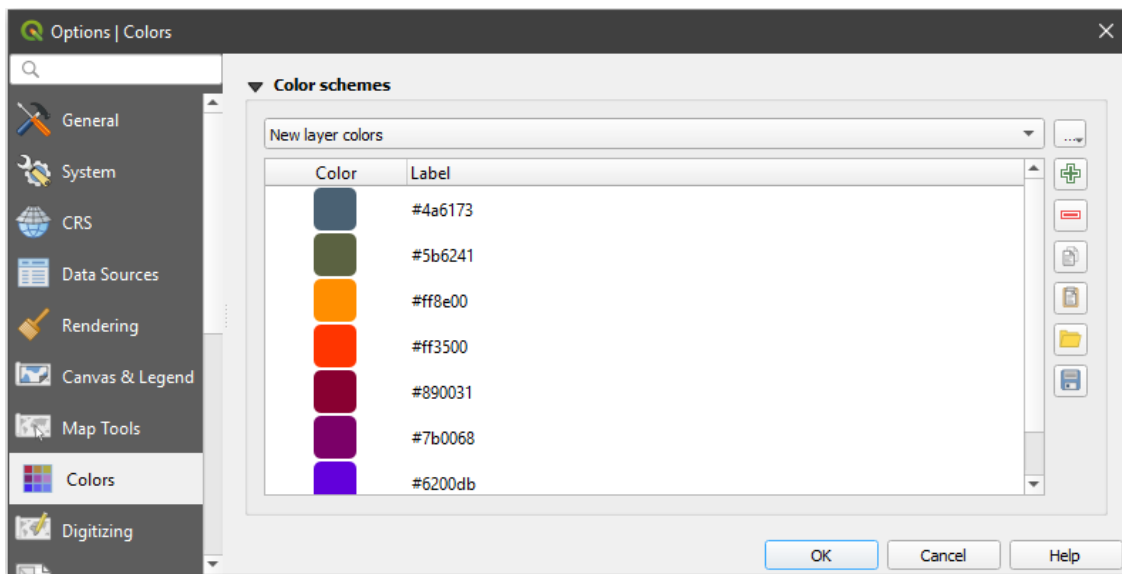 Options | Colors
General
System
CRS
Data Sources
Rendering
Canvas & Legend
Map Tools
Colors
Digitizing
Color schemes
New layer colors
...
Color Label
#4a6173
#5b6241
#ff8e00
#ff3500
#890031
#7b0068
#6200db
OK Cancel Help